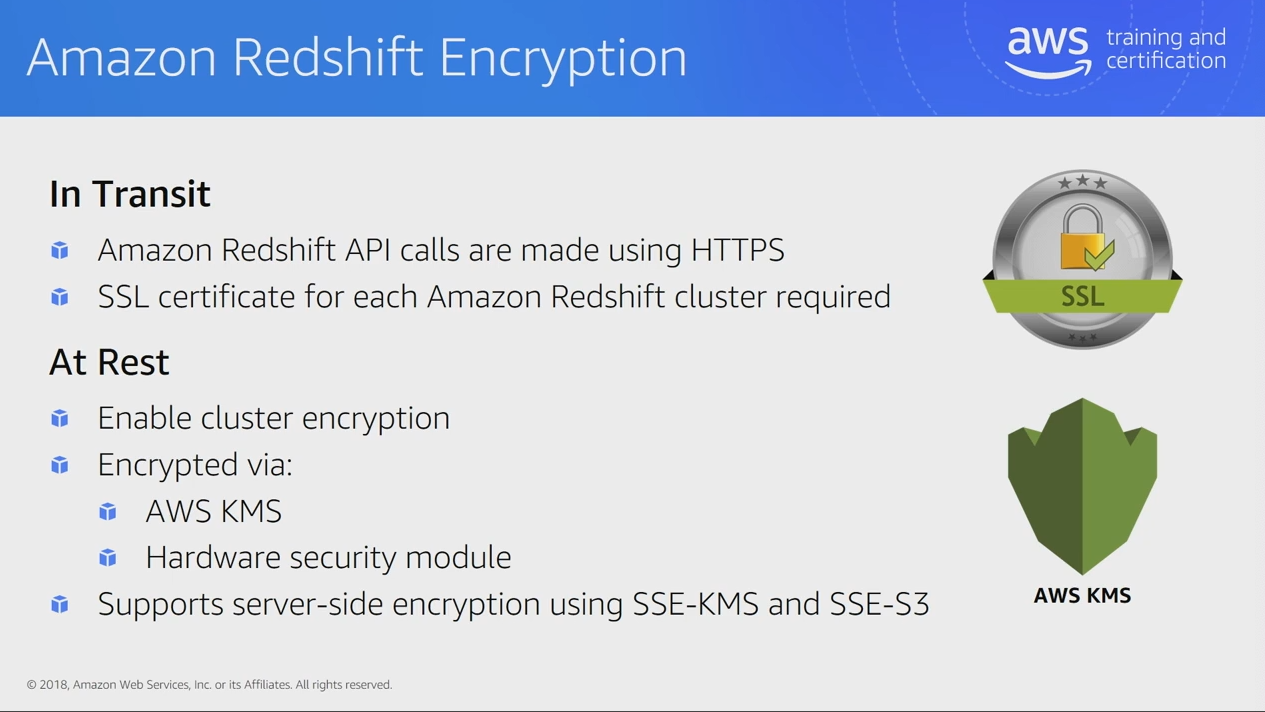 Amazon Redshift Encryption
aws training and
certification
In Transit
Amazon Redshift API calls are made using HTTPS
SSL certificate for each Amazon Redshift cluster required
SSL
At Rest
Enable cluster encryption
Encrypted via:
AWS KMS
Hardware security module
Supports server-side encryption using SSE-KMS and SSE-S3
AWS KMS
© 2018, Amazon Web Services, Inc. or its Affiliates. All rights reserved.